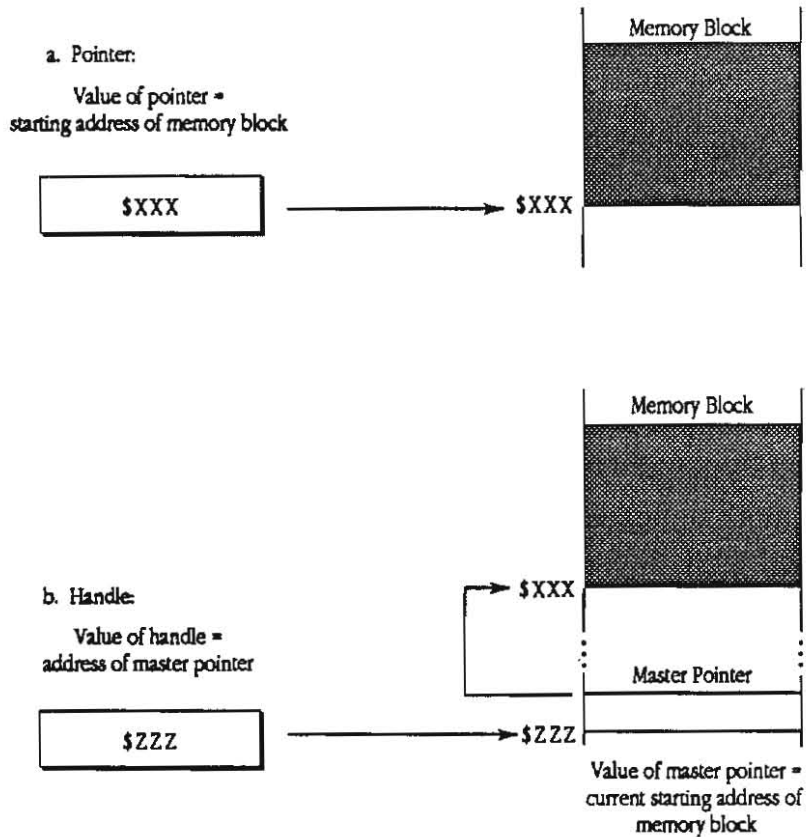 Memory Block
a. Pointer:
Value of pointer =
starting address of memory block
$XXX
$XXX
Memory Block
$XXX
b. Handle:
Value of handle =
address of master pointer
Master Pointer
$ZZZ
$ZZZ
Value of master pointer =
current starting address of
memory block